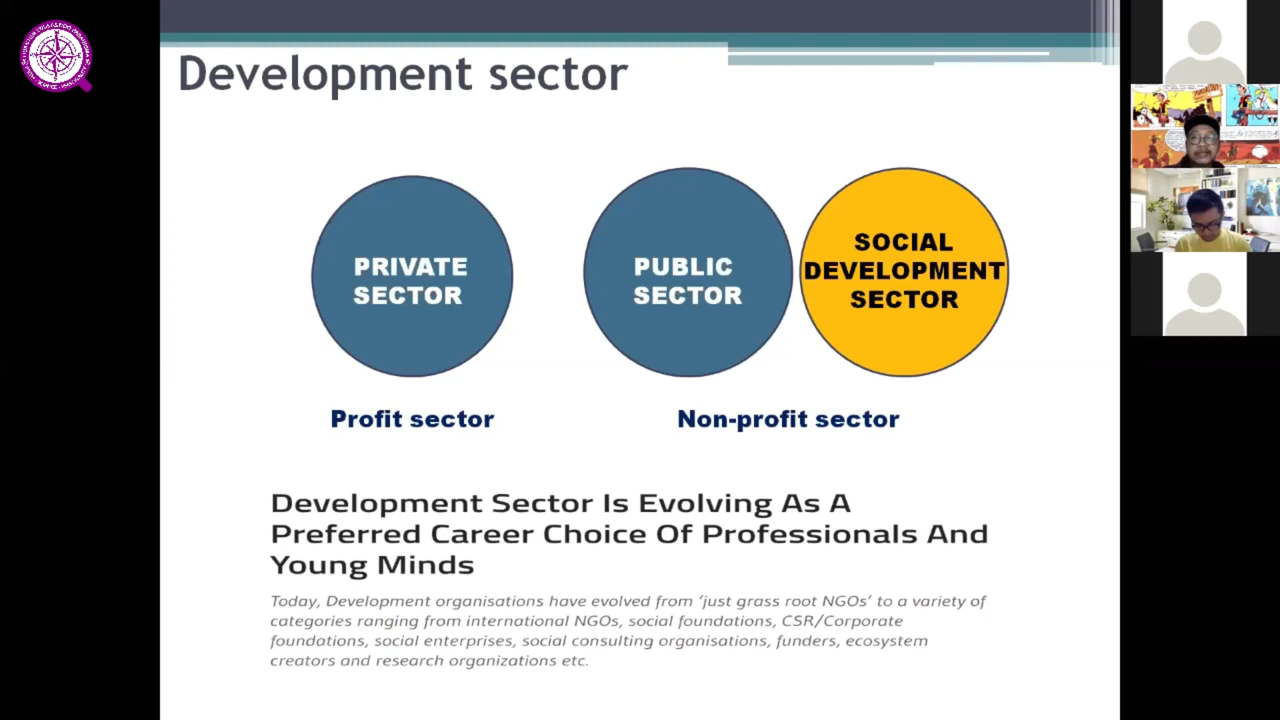 Development sector
PRIVATE
SECTOR
PUBLIC
SECTOR
SOCIAL
DEVELOPMENT
SECTOR
Profit sector
Non-profit sector
Development Sector Is Evolving As A
Preferred Career Choice Of Professionals And
Young Minds
Today, Development organisations have evolved from ‘just grass root NGOs’ to a variety of
categories ranging from international NGOs, social foundations, CSR/Corporate
foundations, social enterprises, social consulting organisations, funders, ecosystem
creators and research organizations etc.